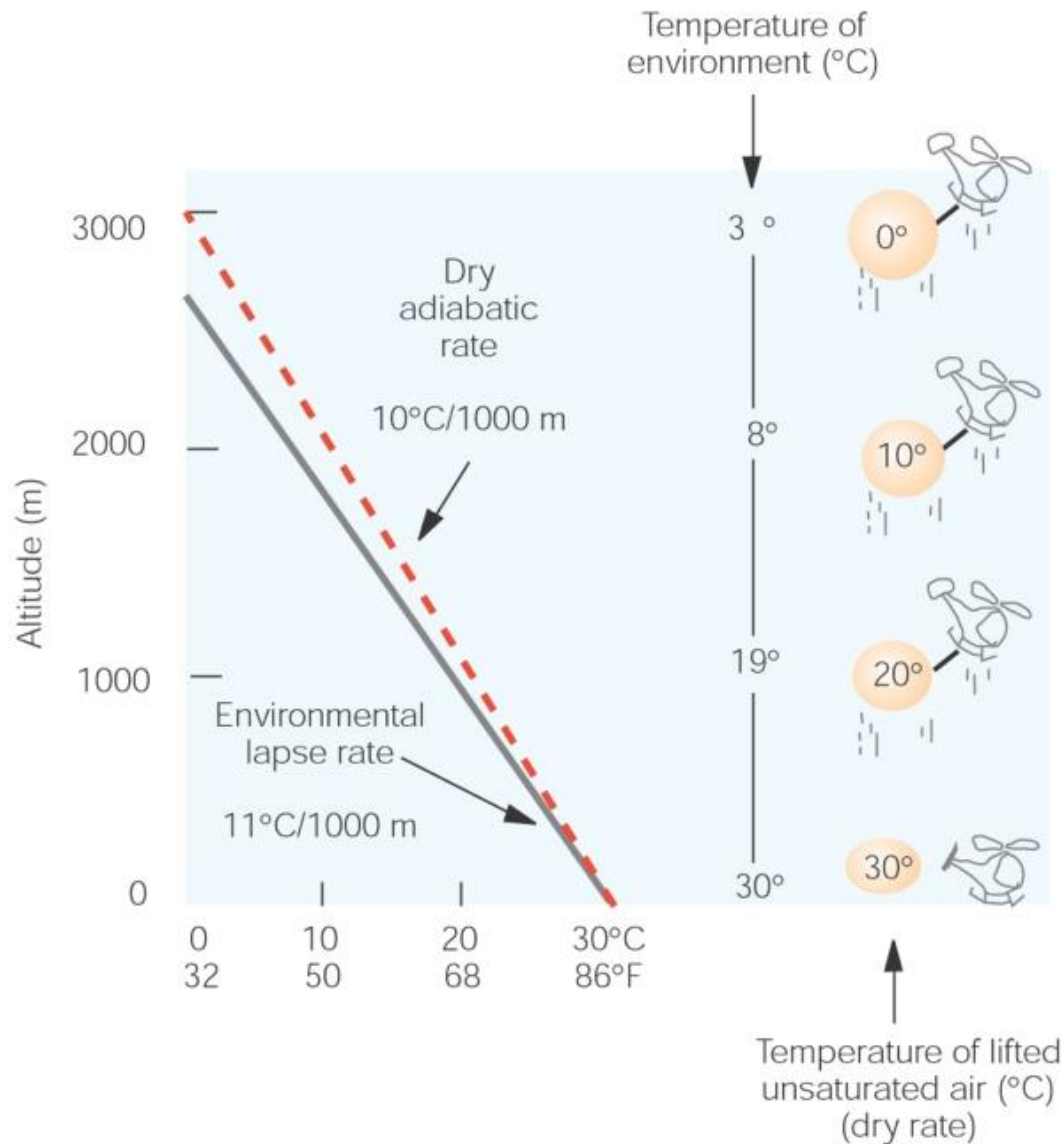 Temperature of
environment (°C)
3000
2000
1000
0
Altitude (m)
Dry
adiabatic
rate
10°C/1000 m
Environmental
lapse rate
11°C/1000 m
0 10 20 30°C
32 50 68 86°F
3 °
8°
19°
30°
0°
10°
20°
30°
Temperature of lifted
unsaturated air (°C)
(dry rate)